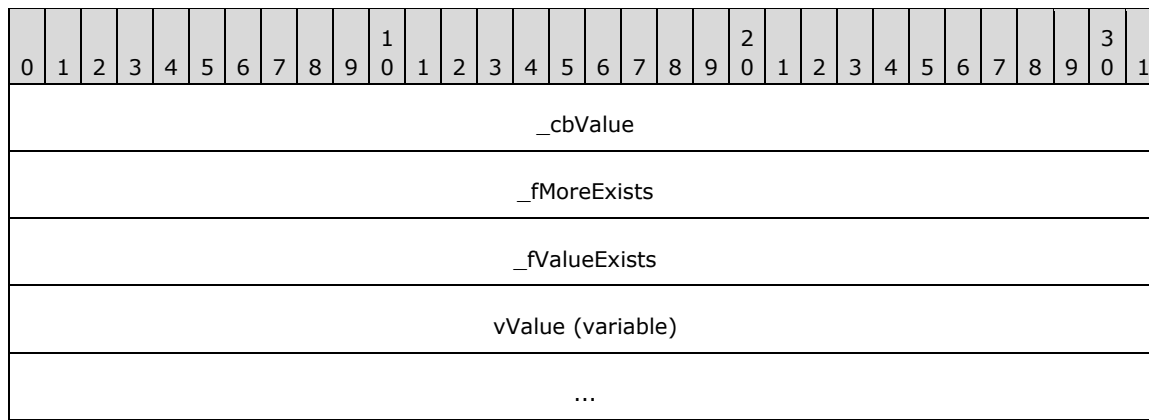 1 2 3
0 1 2 3 4 5 6 7 8 9 0 1 2 3 4 5 6 7 8 9 0 1 2 3 4 5 6 7 8 9 0 1
_cbValue
_fMoreExists
_fValueExists
vValue (variable)
...